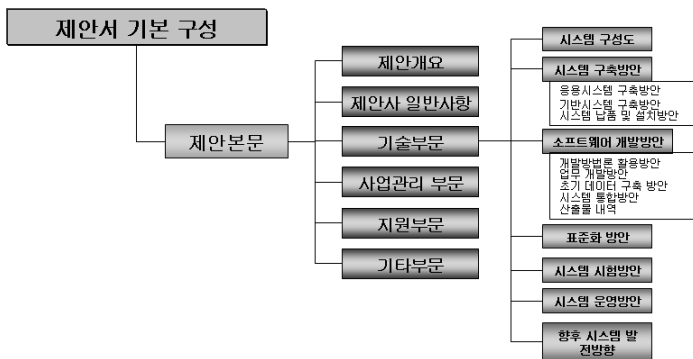 제안서 기본 구성
제안본문
제안개요
제안사 일반사항
기술부문
사업관리 부문
지원부문
기타부문
시스템 구성도
시스템 구축방안
응용시스템 구축방안
기반시스템 구축방안
시스템 납품 및 설치방안
소프트웨어 개발방안
개발방법론 활용방안
업무 개발방안
초기 데이터 구축 방안
시스템 통합방안
산출물 내역
표준화 방안
시스템 시험방안
시스템 운영방안
향후 시스템 발
전방향